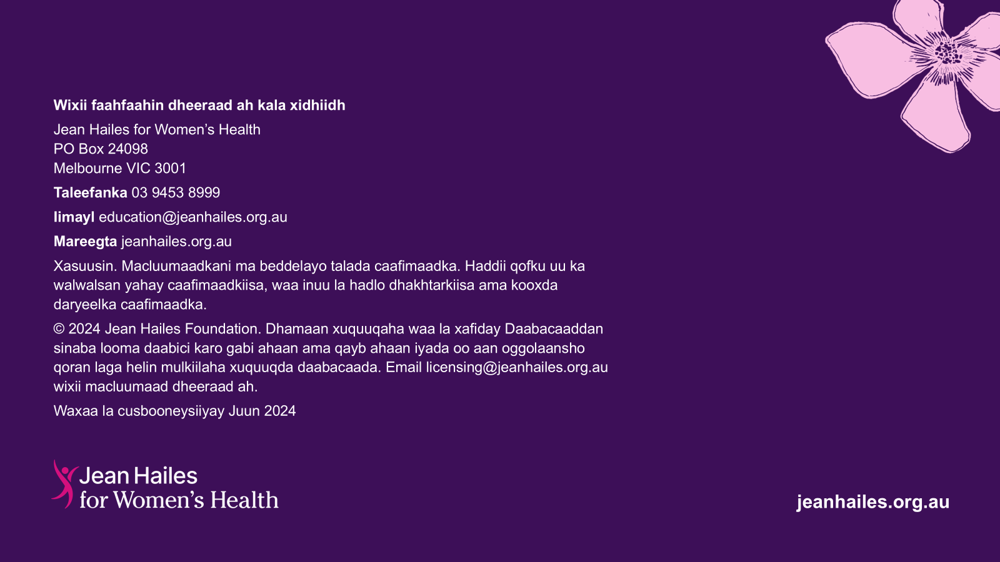 Wixii faahfaahin dheeraad ah kala xidhiidh
Jean Hailes for Women’s Health
PO Box 24098
Melbourne VIC 3001
Taleefanka 03 9453 8999
Iimayl education@jeanhailes.org.au
Mareegta jeanhailes.org.au
Xasuusin. Macluumaadkani ma beddelayo talada caafimaadka. Haddii qofku uu ka
walwalsan yahay caafimaadkiisa, waa inuu la hadlo dhakhtarkiisa ama kooxda
daryeelka caafimaadka.
© 2024 Jean Hailes Foundation. Dhamaan xuquuqaha waa la xafiday Daabacaaddan
sinaba looma daabici karo gabi ahaan ama qayb ahaan iyada oo aan oggolaansho
qoran laga helin mulkiilaha xuquuqda daabacaada. Email licensing@jeanhailes.org.au
wixii macluumaad dheeraad ah.
Waxaa la cusbooneysiiyay Juun 2024
Jean Hailes
for Women’s Health
jeanhailes.org.au